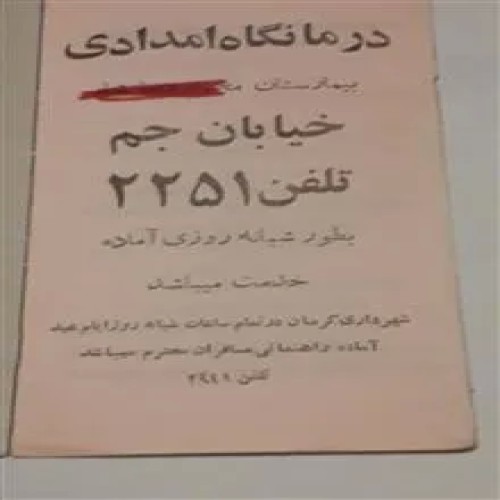 درمانگاه امدادی
بیمارستان
خیابان جم
تلفن ۲۲۵۱
بطور شبانه روزی آماده
خدمت میباشد
شهرداری کرمان در تمام ساعات شبانه روز ایام عید
آماده راهنمائی مسافران محترم میباشد
تلفن ۲۹۴۱